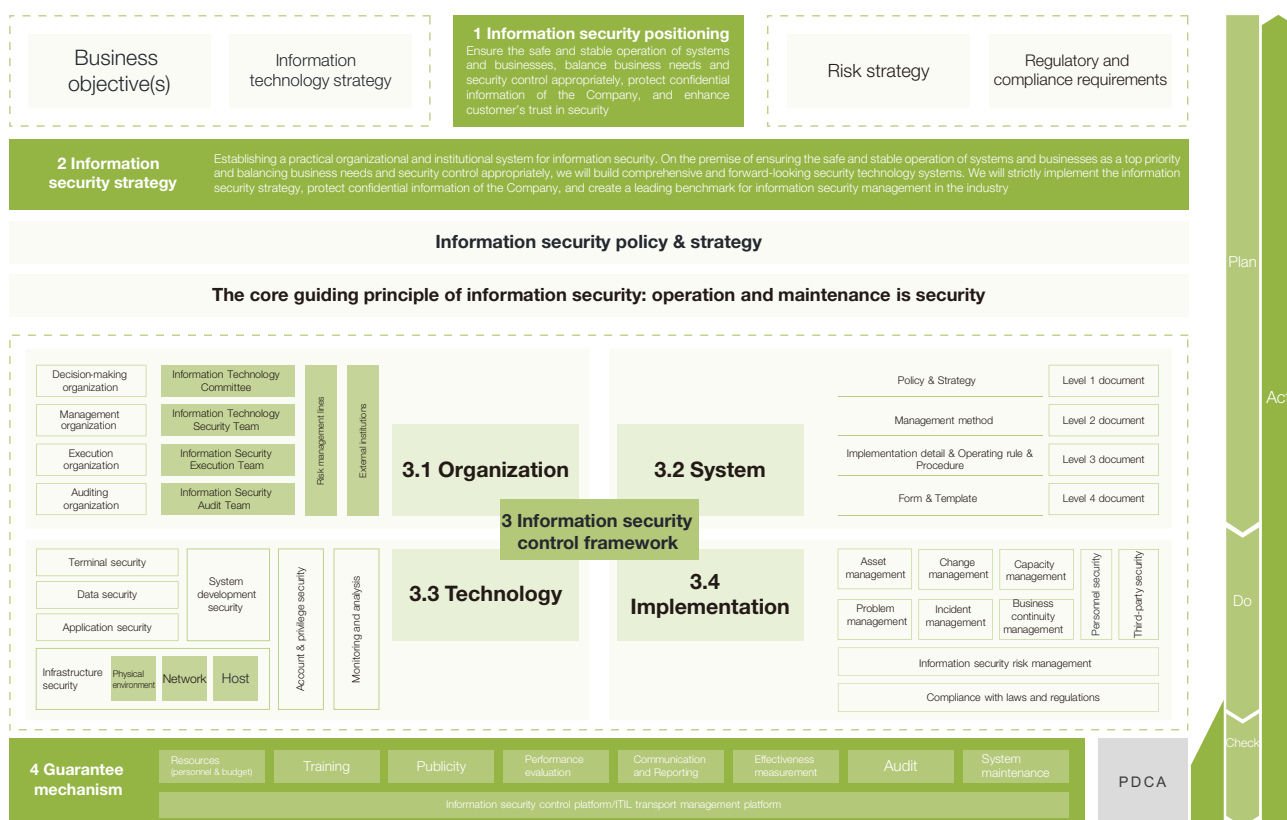 Business
objective(s)
Information
technology strategy
1 Information security positioning
Ensure the safe and stable operation of systems
and businesses, balance business needs and
security control appropriately, protect confidential
information of the Company, and enhance
customer's trust in security
Risk strategy
Regulatory and
compliance requirements
2 Information
security strategy
Establishing a practical organizational and institutional system for information security. On the premise of ensuring the safe and stable operation of systems and businesses as a top priority
and balancing business needs and security control appropriately, we will build comprehensive and forward-looking security technology systems. We will strictly implement the information
security strategy, protect confidential information of the Company, and create a leading benchmark for information security management in the industry
Information security policy & strategy
The core guiding principle of information security: operation and maintenance is security
Decision-making
organization
Information Technology
Committee
Management
organization
Information Technology
Security Team
Execution
organization
Information Security
Execution Team
Auditing
organization
Information Security
Audit Team
Risk management lines
External institutions
3.1 Organization
3.2 System
Policy & Strategy
Level 1 document
Management method
Level 2 document
Implementation detail & Operating rule &
Procedure
Level 3 document
Form & Template
Level 4 document
3 Information security
control framework
Terminal security
Data security
Application security
System
development
security
Infrastructure
security
Physical
environment
Network
Host
Account & privilege security
Monitoring and analysis
3.3 Technology
3.4
Implementation
Asset
management
Change
management
Capacity
management
Problem
management
Incident
management
Business
continuity
management
Personnel security
Third-party security
Information security risk management
Compliance with laws and regulations
4 Guarantee
mechanism
Resources
(personnel & budget)
Training
Publicity
Performance
evaluation
Communication
and Reporting
Effectiveness
measurement
Audit
System
maintenance
Information security control platform/ITIL transport management platform
PDCA
Plan
Do
Check
Act